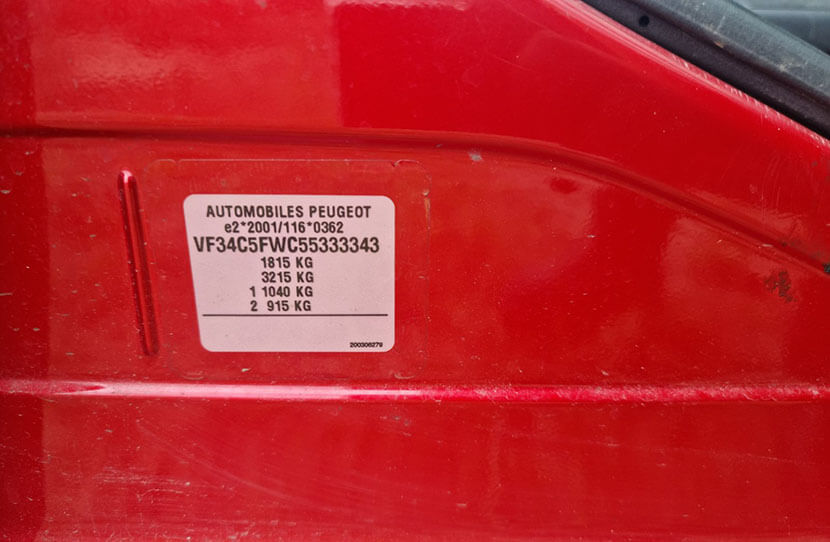 AUTOMOBILES PEUGEOT
e2*2001/116*0362
VF34C5FWC55333343
1815 KG
3215 KG
1 1040 KG
2 915 KG
200306279